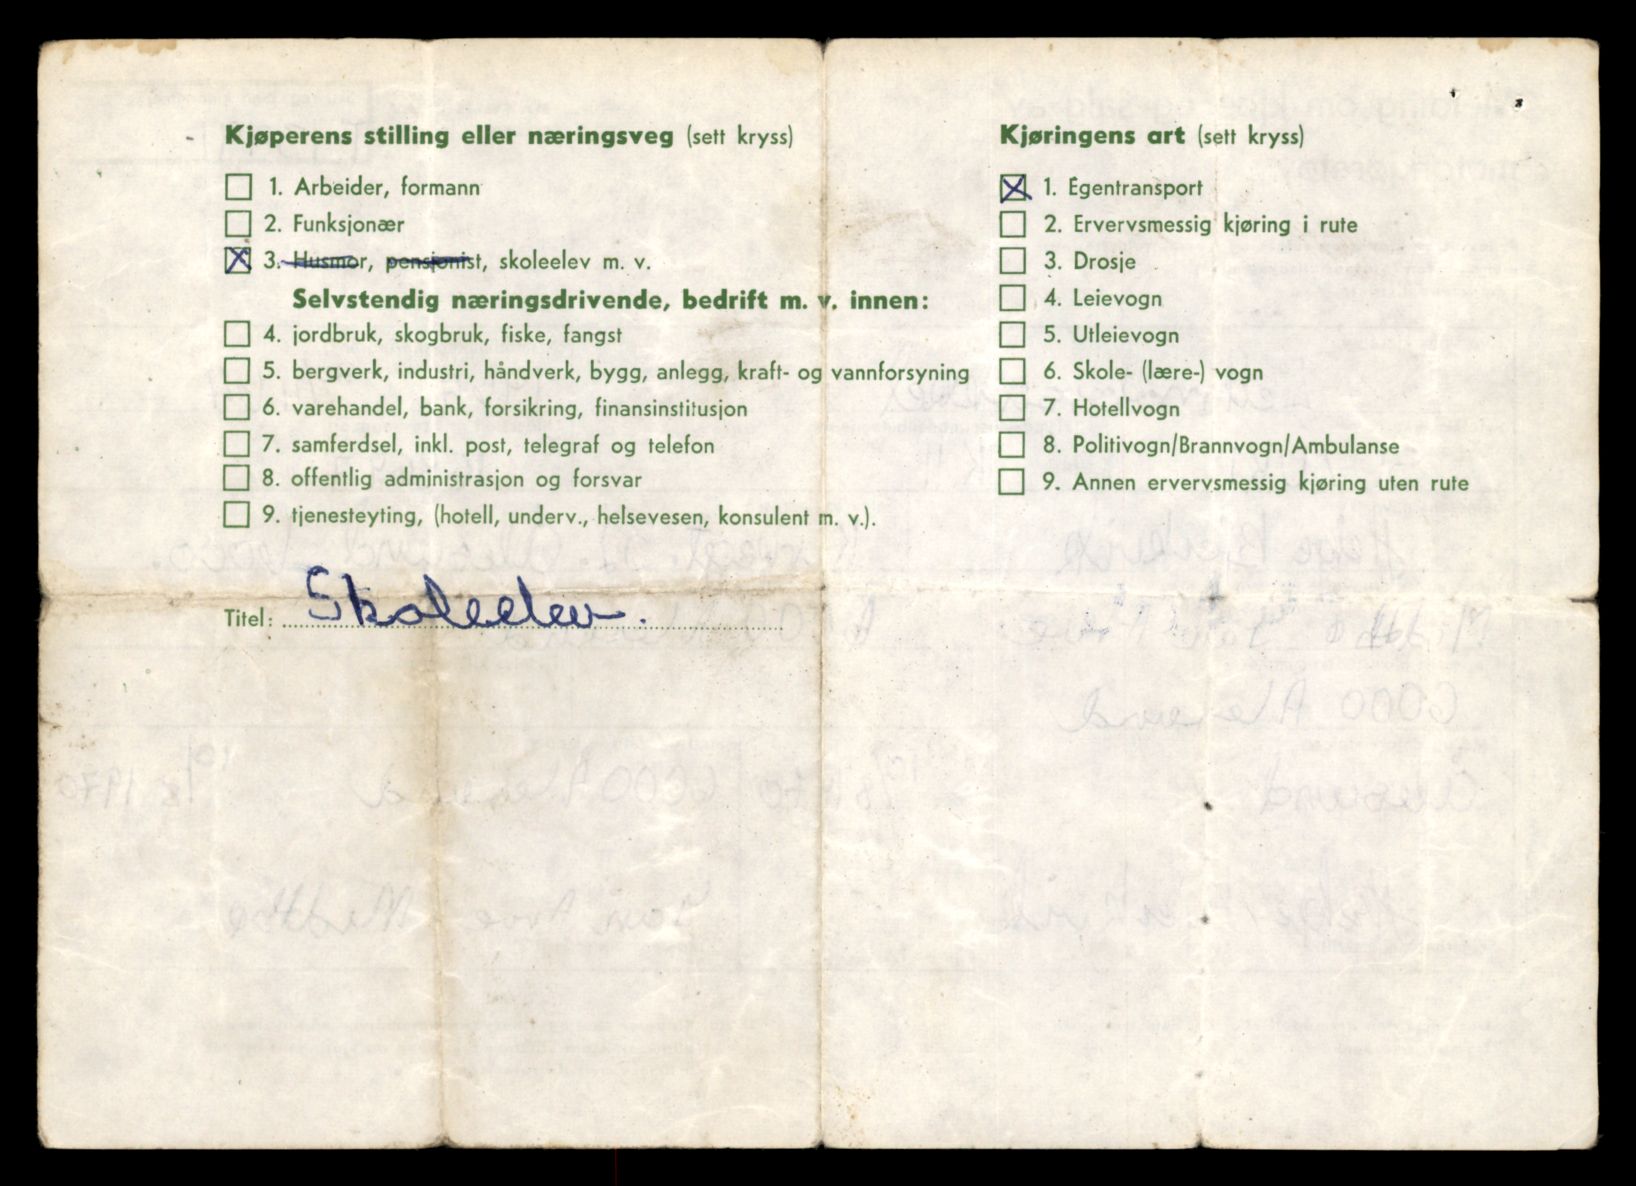 Kjøperens stilling eller næringsveg (sett kryss)
1. Arbeider, formann
2. Funksjonær
3. Husmor, pensjonist, skoleelev m. v.
Selvstendig næringsdrivende, bedrift m. v. innen:
4. jordbruk, skogbruk, fiske, fangst
5. bergverk, industri, håndverk, bygg, anlegg, kraft- og vannforsyning
6. varehandel, bank, forsikring, finansinstitusjon
7. samferdsel, inkl. post, telegraf og telefon
8. offentlig administrasjon og forsvar
9. tjenesteyting, (hotell, underv., helsevesen, konsulent m. v.).
Titel: Skoleelev.
Kjøringens art (sett kryss)
1. Egentransport
2. Ervervsmessig kjøring i rute
3. Drosje
4. Leievogn
5. Utleievogn
6. Skole- (lære-) vogn
7. Hotellvogn
8. Politivogn/Brannvogn/Ambulanse
9. Annen ervervsmessig kjøring uten rute